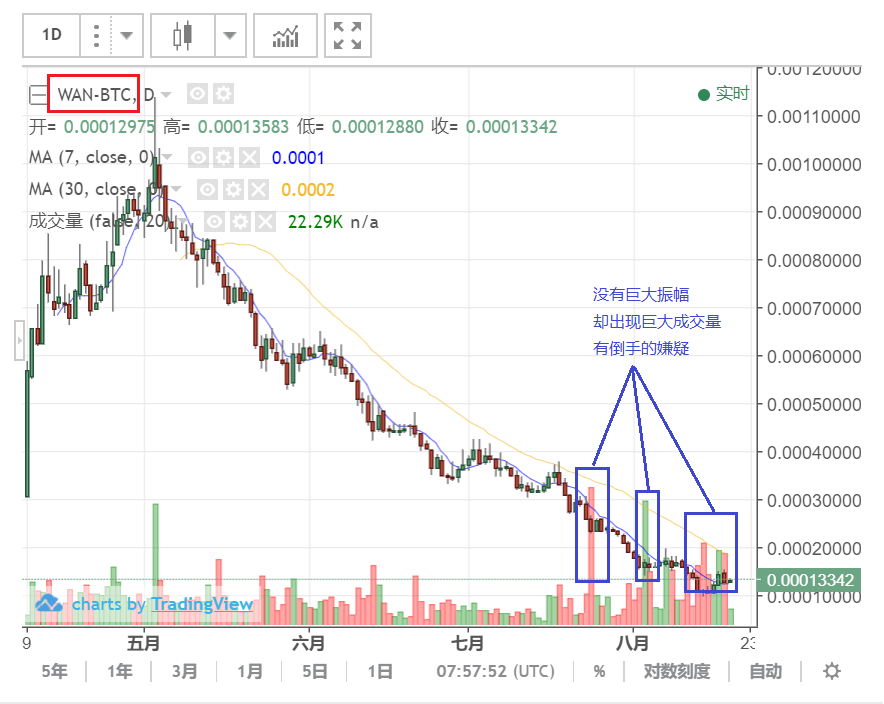 1D
WAN-BTC, D
实时
开= 0.00012975 高= 0.00013583 低= 0.00012880 收= 0.00013342
MA (7, close, 0) 0.0001
MA (30, close, 0) 0.0002
成交量 (false, 20) 22.29K n/a
没有巨大振幅
却出现巨大成交量
有倒手的嫌疑
0.00120000
0.00110000
0.00100000
0.00090000
0.00080000
0.00070000
0.00060000
0.00050000
0.00040000
0.00030000
0.00020000
0.00013342
0.00010000
charts by TradingView
9 五月 六月 七月 八月 23
5年 1年 3月 1月 5日 1日 07:57:52 (UTC) % 对数刻度 自动